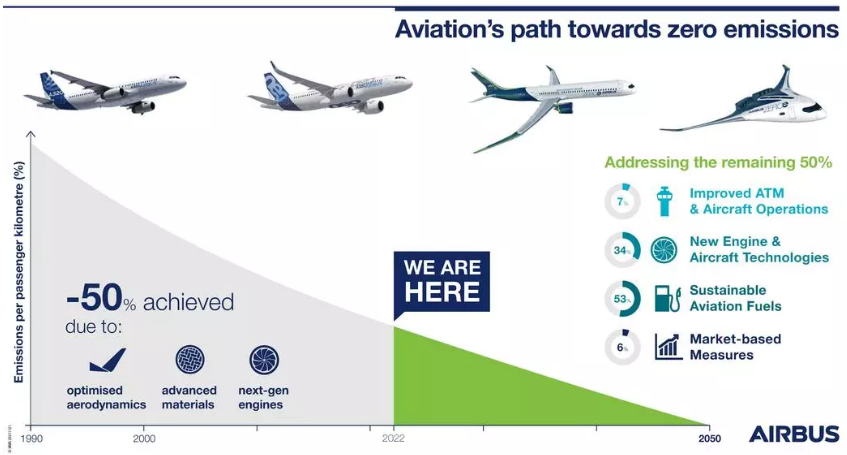 Aviation's path towards zero emissions
Addressing the remaining 50%
7%
Improved ATM
& Aircraft Operations
34%
New Engine &
Aircraft Technologies
53%
Sustainable
Aviation Fuels
6%
Market-based
Measures
Emissions per passenger kilometre (%)
WE ARE
HERE
-50% achieved
due to:
optimised
aerodynamics
advanced
materials
next-gen
engines
1990
2000
2022
2050
AIRBUS
A320
neo